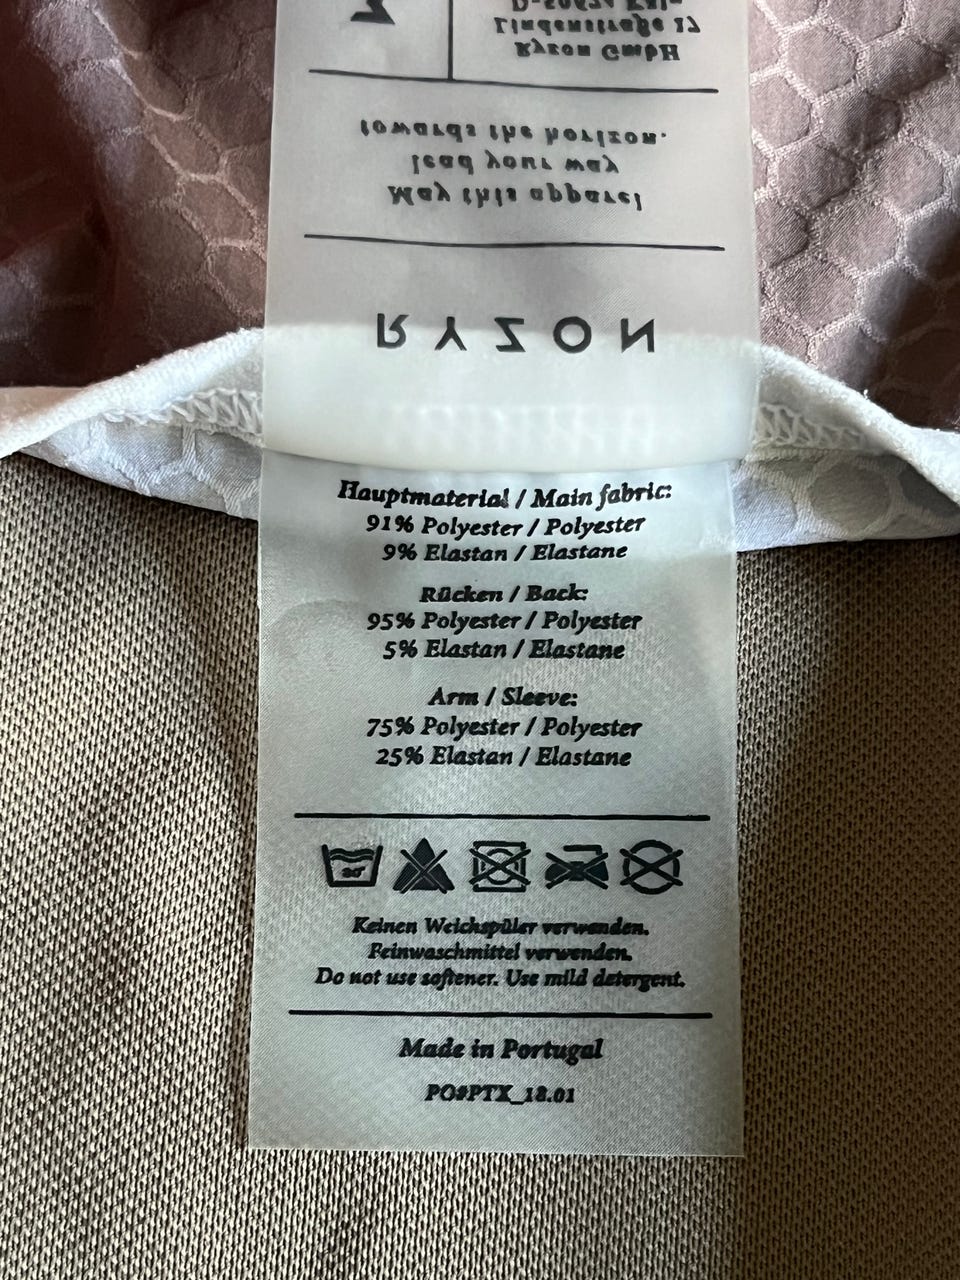 RYZON
May this apparel
lead your way
towards the horizon.
Ryzon GmbH
Lindenstraße 17
D-50674 Köln
Hauptmaterial / Main fabric:
91% Polyester / Polyester
9% Elastan / Elastane
Rücken / Back:
95% Polyester / Polyester
5% Elastan / Elastane
Arm / Sleeve:
75% Polyester / Polyester
25% Elastan / Elastane
Keinen Weichspüler verwenden.
Feinwaschmittel verwenden.
Do not use softener. Use mild detergent.
Made in Portugal
PO#PTX_18.01